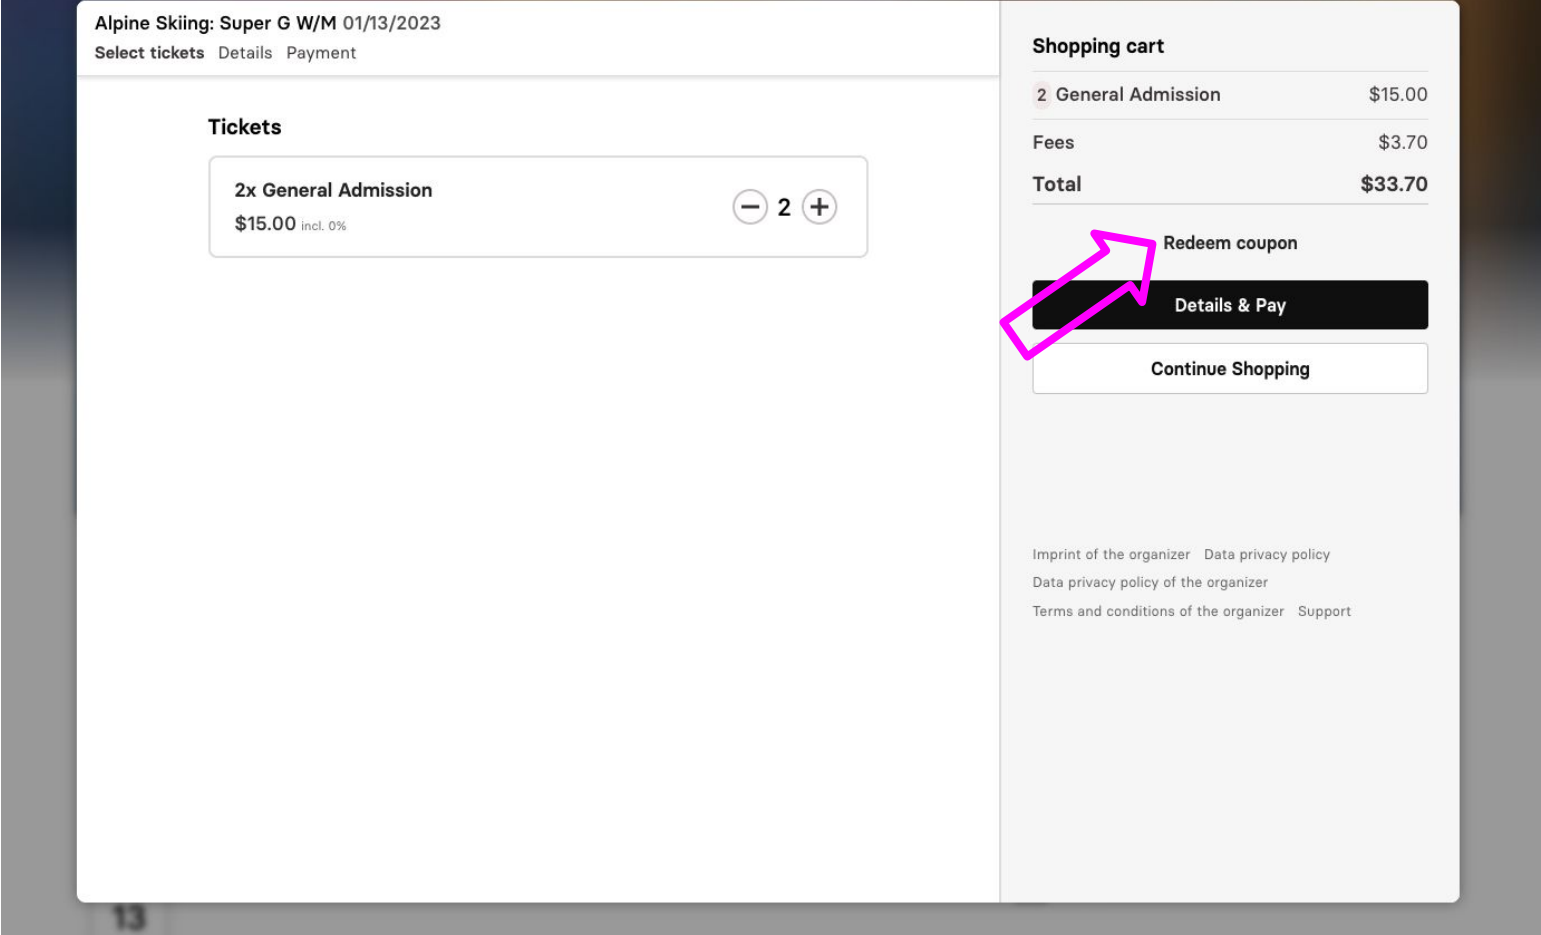 Alpine Skiing: Super G W/M 01/13/2023
Select tickets Details Payment
Tickets
2x General Admission
$15.00 incl. 0%
2
Shopping cart
2 General Admission $15.00
Fees $3.70
Total $33.70
Redeem coupon
Details & Pay
Continue Shopping
Imprint of the organizer Data privacy policy
Data privacy policy of the organizer
Terms and conditions of the organizer Support
13